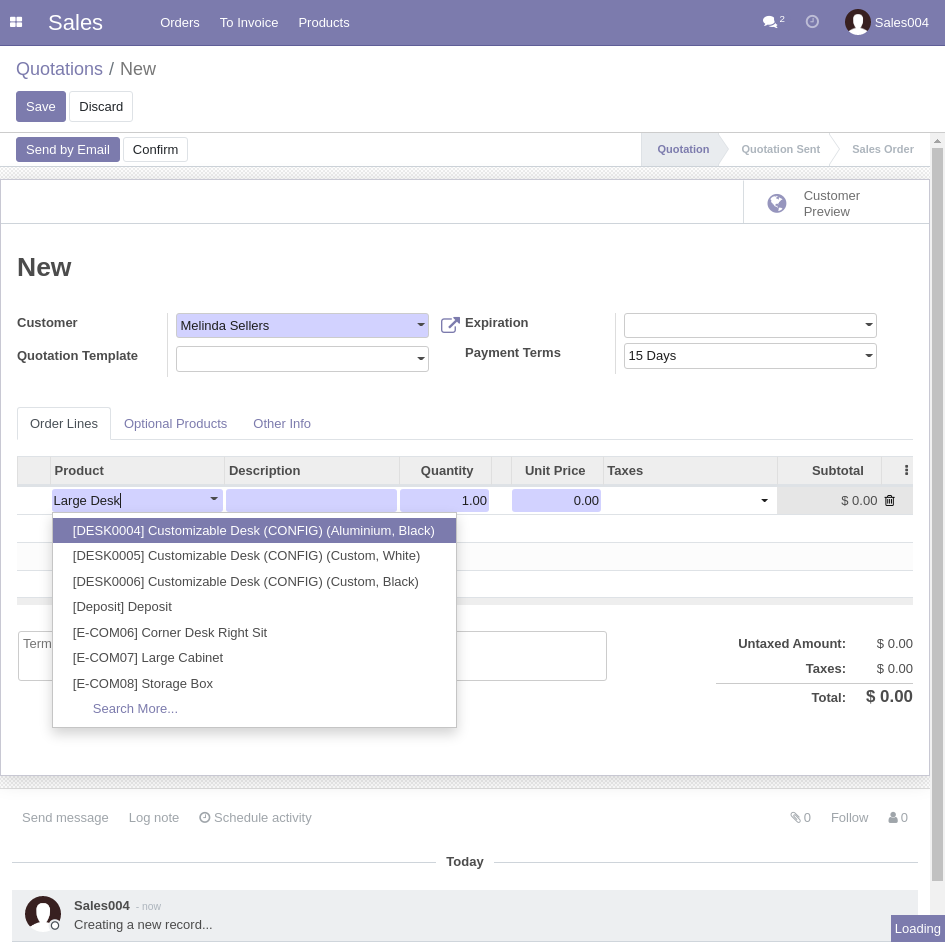 Sales Orders To Invoice Products 2 Sales004
Quotations / New
Save Discard
Send by Email Confirm Quotation Quotation Sent Sales Order
Customer
Preview
New
Customer Melinda Sellers Expiration
Quotation Template Payment Terms 15 Days
Order Lines Optional Products Other Info
Product Description Quantity Unit Price Taxes Subtotal
Large Desk 1.00 0.00 $ 0.00
[DESK0004] Customizable Desk (CONFIG) (Aluminium, Black)
[DESK0005] Customizable Desk (CONFIG) (Custom, White)
[DESK0006] Customizable Desk (CONFIG) (Custom, Black)
[Deposit] Deposit
[E-COM06] Corner Desk Right Sit
[E-COM07] Large Cabinet
[E-COM08] Storage Box
Search More...
Term
Untaxed Amount: $ 0.00
Taxes: $ 0.00
Total: $ 0.00
Send message Log note Schedule activity 0 Follow 0
Today
Sales004 - now
Creating a new record...
Loading